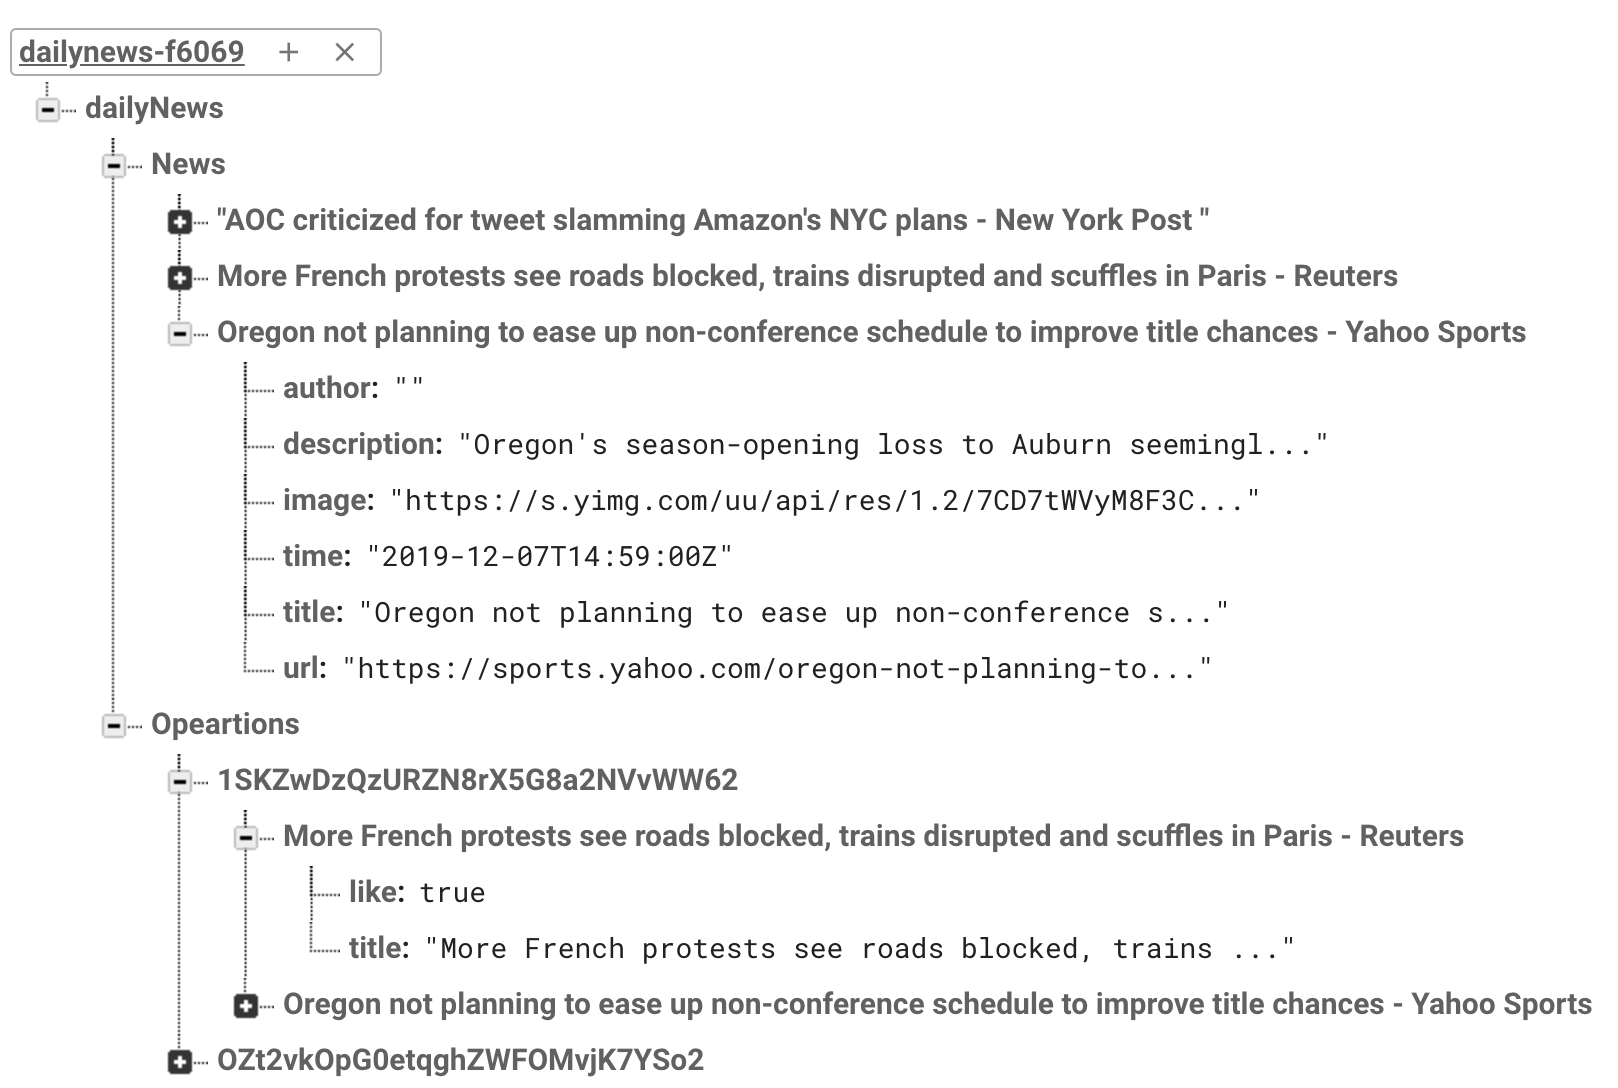 dailynews-f6069
dailyNews
News
"AOC criticized for tweet slamming Amazon's NYC plans - New York Post "
More French protests see roads blocked, trains disrupted and scuffles in Paris - Reuters
Oregon not planning to ease up non-conference schedule to improve title chances - Yahoo Sports
author: ""
description: "Oregon's season-opening loss to Auburn seemingl..."
image: "https://s.yimg.com/uu/api/res/1.2/7CD7tWVyM8F3C..."
time: "2019-12-07T14:59:00Z"
title: "Oregon not planning to ease up non-conference s..."
url: "https://sports.yahoo.com/oregon-not-planning-to..."
Opeartions
1SKZwDzQzURZN8rX5G8a2NVvWW62
More French protests see roads blocked, trains disrupted and scuffles in Paris - Reuters
like: true
title: "More French protests see roads blocked, trains ..."
Oregon not planning to ease up non-conference schedule to improve title chances - Yahoo Sports
OZt2vkOpG0etqghZWFOMvjK7YSo2